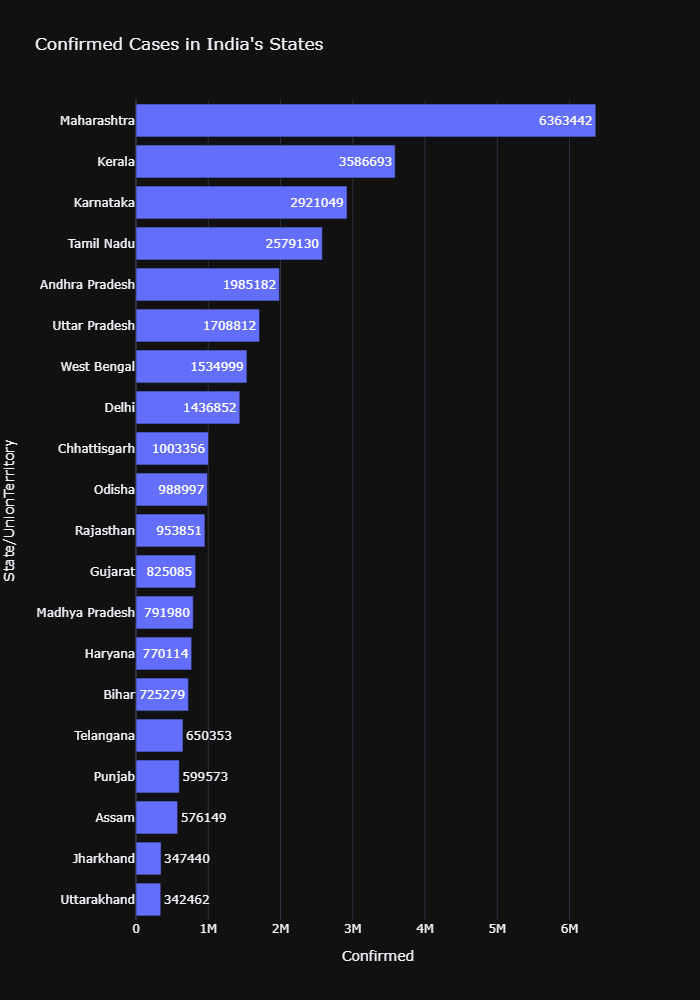 Confirmed Cases in India's States
State/UnionTerritory
Maharashtra 6363442
Kerala 3586693
Karnataka 2921049
Tamil Nadu 2579130
Andhra Pradesh 1985182
Uttar Pradesh 1708812
West Bengal 1534999
Delhi 1436852
Chhattisgarh 1003356
Odisha 988997
Rajasthan 953851
Gujarat 825085
Madhya Pradesh 791980
Haryana 770114
Bihar 725279
Telangana 650353
Punjab 599573
Assam 576149
Jharkhand 347440
Uttarakhand 342462
0 1M 2M 3M 4M 5M 6M
Confirmed